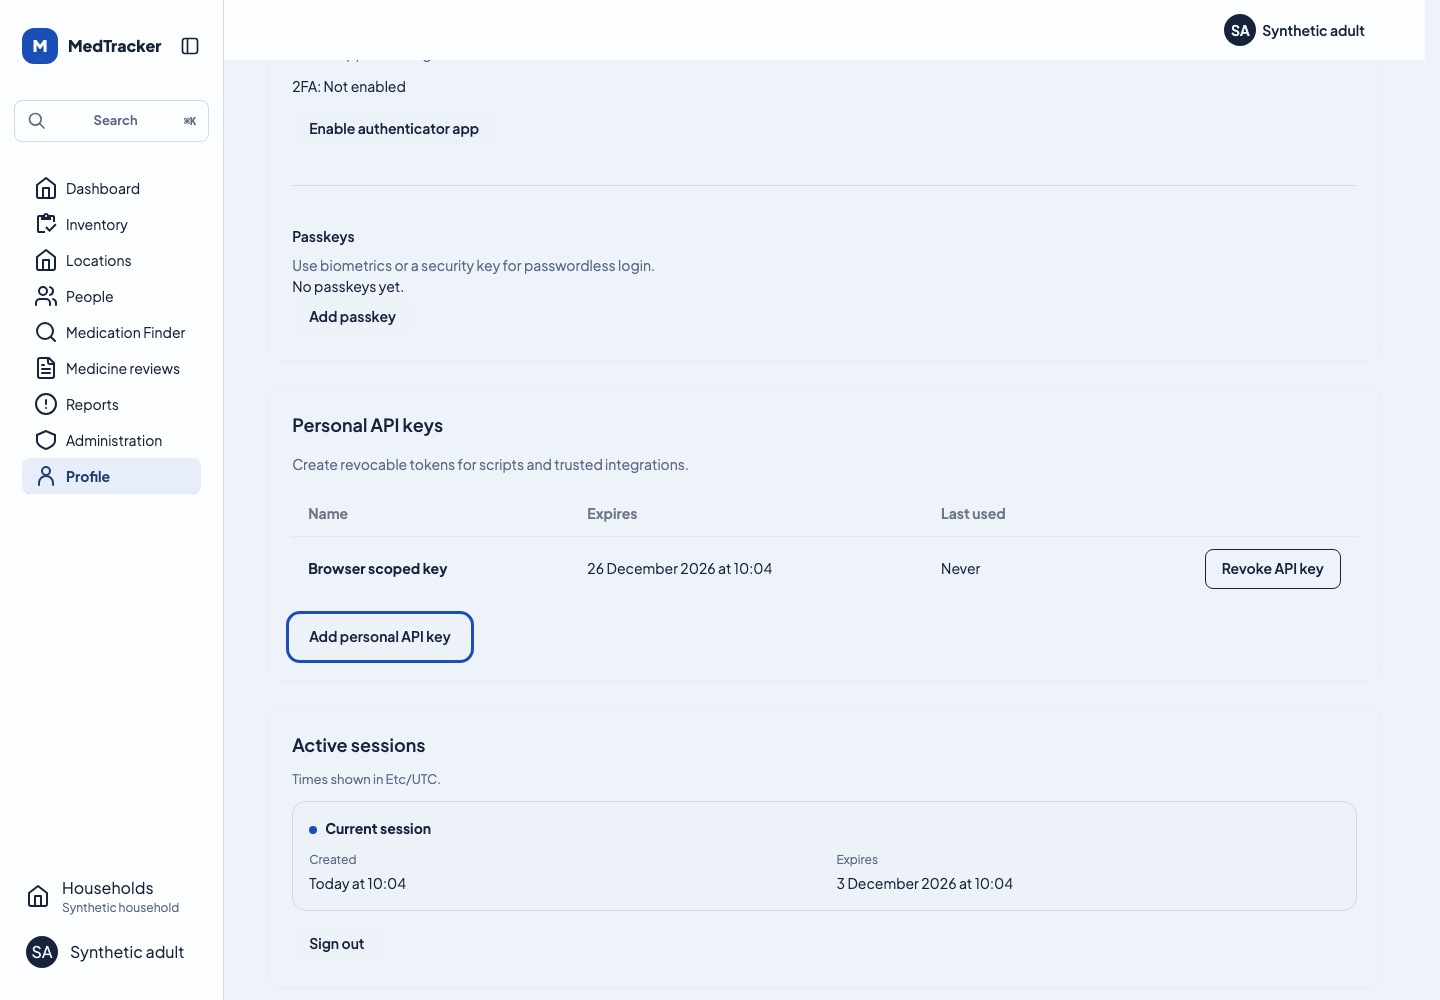 M MedTracker
Search ⌘K
Dashboard
Inventory
Locations
People
Medication Finder
Medicine reviews
Reports
Administration
Profile
Households
Synthetic household
SA Synthetic adult
SA Synthetic adult
2FA: Not enabled
Enable authenticator app
Passkeys
Use biometrics or a security key for passwordless login.
No passkeys yet.
Add passkey
Personal API keys
Create revocable tokens for scripts and trusted integrations.
Name Expires Last used
Browser scoped key 26 December 2026 at 10:04 Never Revoke API key
Add personal API key
Active sessions
Times shown in Etc/UTC.
Current session
Created Expires
Today at 10:04 3 December 2026 at 10:04
Sign out